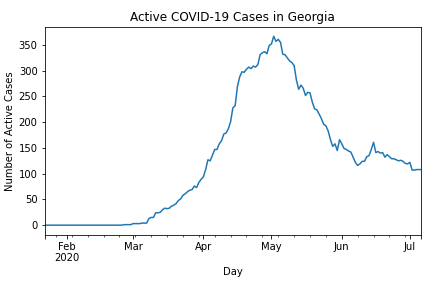 Active COVID-19 Cases in Georgia
Number of Active Cases
350
300
250
200
150
100
50
0
Feb Mar Apr May Jun Jul
2020
Day